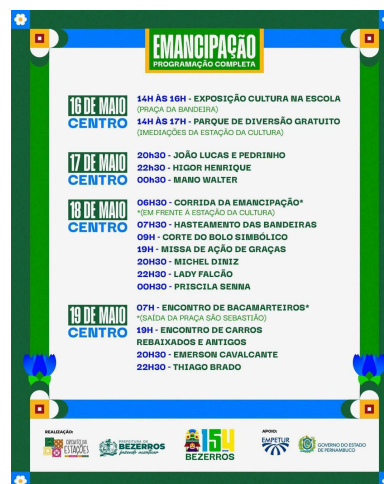 EMANCIPAÇÃO
PROGRAMAÇÃO COMPLETA
16 DE MAIO
CENTRO
14H ÀS 16H - EXPOSIÇÃO CULTURA NA ESCOLA
(PRAÇA DA BANDEIRA)
14H ÀS 17H - PARQUE DE DIVERSÃO GRATUITO
(IMEDIAÇÕES DA ESTAÇÃO DA CULTURA)
17 DE MAIO
CENTRO
20h30 - JOÃO LUCAS E PEDRINHO
22h30 - HIGOR HENRIQUE
00h30 - MANO WALTER
18 DE MAIO
CENTRO
06H30 - CORRIDA DA EMANCIPAÇÃO*
*(EM FRENTE À ESTAÇÃO DA CULTURA)
07H30 - HASTEAMENTO DAS BANDEIRAS
09H - CORTE DO BOLO SIMBÓLICO
19H - MISSA DE AÇÃO DE GRAÇAS
20H30 - MICHEL DINIZ
22H30 - LADY FALCÃO
00H30 - PRISCILA SENNA
19 DE MAIO
CENTRO
07H - ENCONTRO DE BACAMARTEIROS*
*(SAÍDA DA PRAÇA SÃO SEBASTIÃO)
19H - ENCONTRO DE CARROS
REBAIXADOS E ANTIGOS
20H30 - EMERSON CAVALCANTE
22H30 - THIAGO BRADO
REALIZAÇÃO:
ESTAÇÕES
PREFEITURA DE
BEZERROS
fazendo acontecer
154
BEZERROS
APOIO:
EMPETUR
GOVERNO DO ESTADO
DE PERNAMBUCO